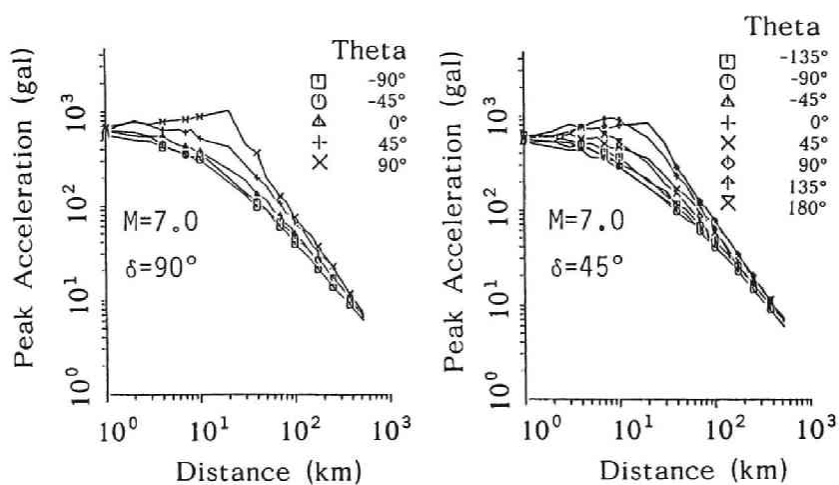 Peak Acceleration (gal)
10³
10²
10¹
10⁰
Theta
-90°
-45°
0°
45°
90°
M=7.0
δ=90°
10⁰ 10¹ 10² 10³
Distance (km)
Peak Acceleration (gal)
10³
10²
10¹
10⁰
Theta
-135°
-90°
-45°
0°
45°
90°
135°
180°
M=7.0
δ=45°
10⁰ 10¹ 10² 10³
Distance (km)